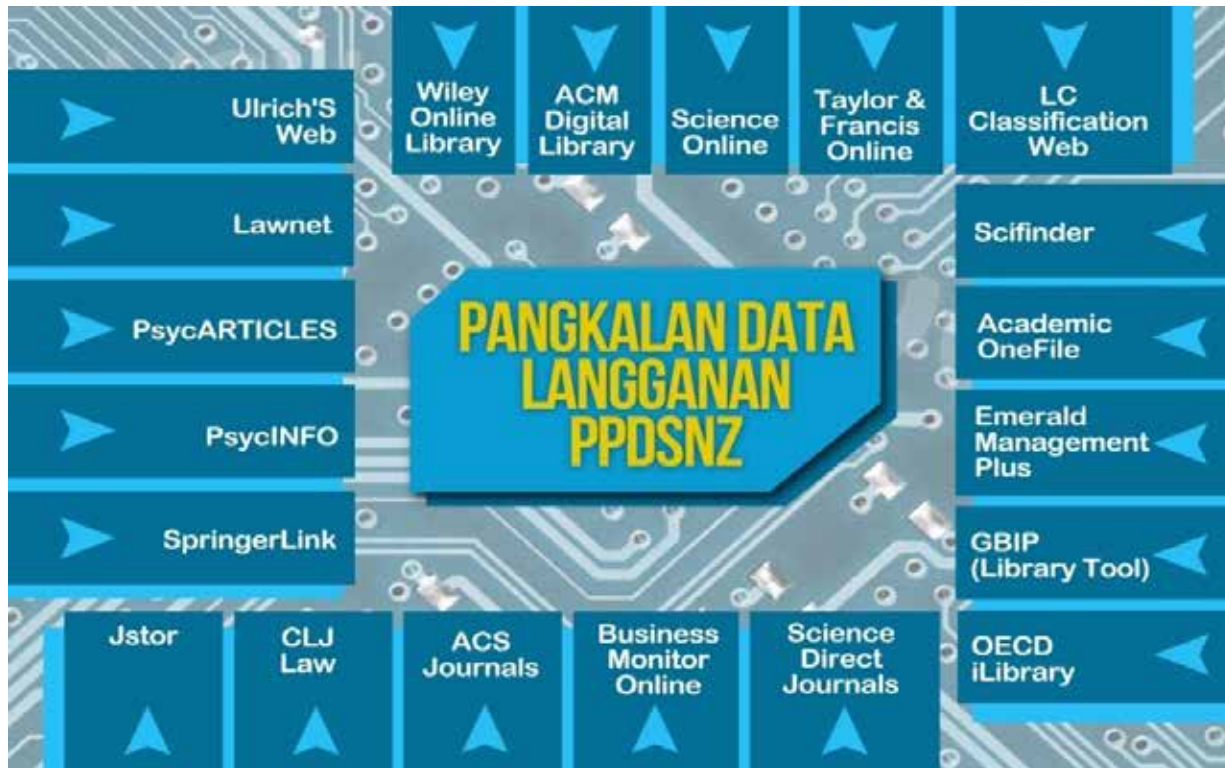 Wiley
Online
Library
ACM
Digital
Library
Science
Online
Taylor &
Francis
Online
LC
Classification
Web
Ulrich'S
Web
Lawnet
PsycARTICLES
PsycINFO
SpringerLink
PANGKALAN DATA
LANGGANAN
PPDSNZ
Scifinder
Academic
OneFile
Emerald
Management
Plus
GBIP
(Library Tool)
OECD
iLibrary
Jstor
CLJ
Law
ACS
Journals
Business
Monitor
Online
Science
Direct
Journals